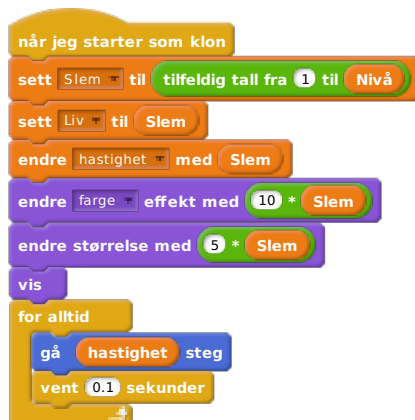 når jeg starter som klon
sett Slem til tilfeldig tall fra 1 til Nivå
sett Liv til Slem
endre hastighet med Slem
endre farge effekt med 10 * Slem
endre størrelse med 5 * Slem
vis
for alltid
gå hastighet steg
vent 0.1 sekunder